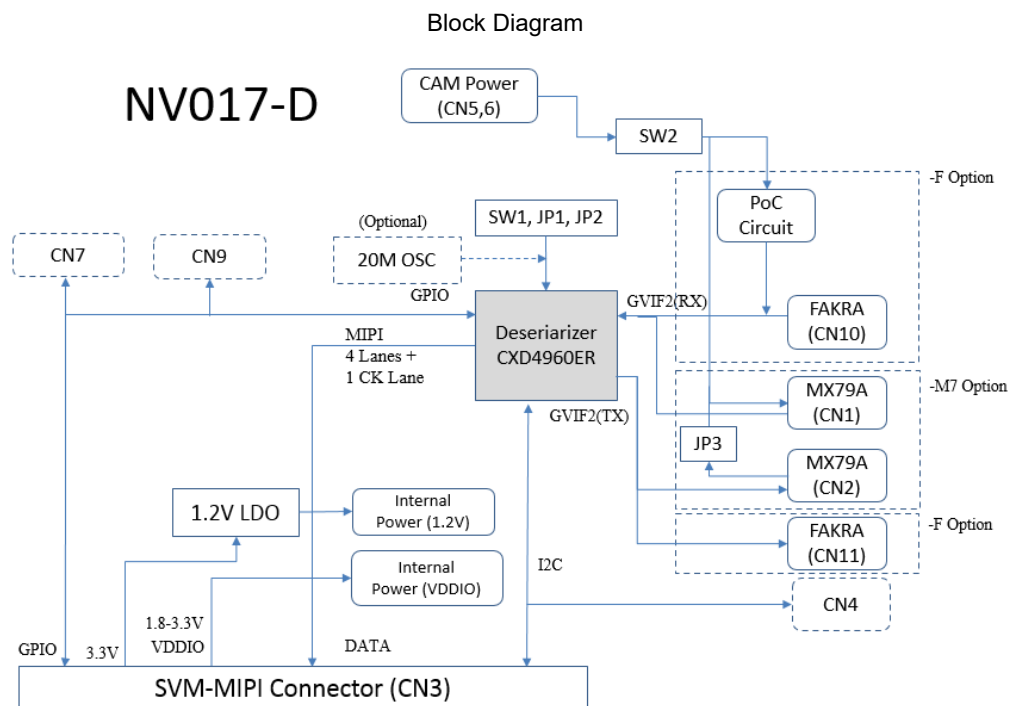 Block Diagram
NV017-D
CAM Power
(CN5,6)
SW2
-F Option
PoC
Circuit
(Optional)
SW1, JP1, JP2
CN7
CN9
20M OSC
GPIO
GVIF2(RX)
FAKRA
(CN10)
Deseriarizer
CXD4960ER
MIPI
4 Lanes +
1 CK Lane
-M7 Option
MX79A
(CN1)
GVIF2(TX)
JP3
MX79A
(CN2)
1.2V LDO
Internal
Power (1.2V)
-F Option
FAKRA
(CN11)
Internal
Power (VDDIO)
I2C
CN4
1.8-3.3V
VDDIO
GPIO
3.3V
DATA
SVM-MIPI Connector (CN3)